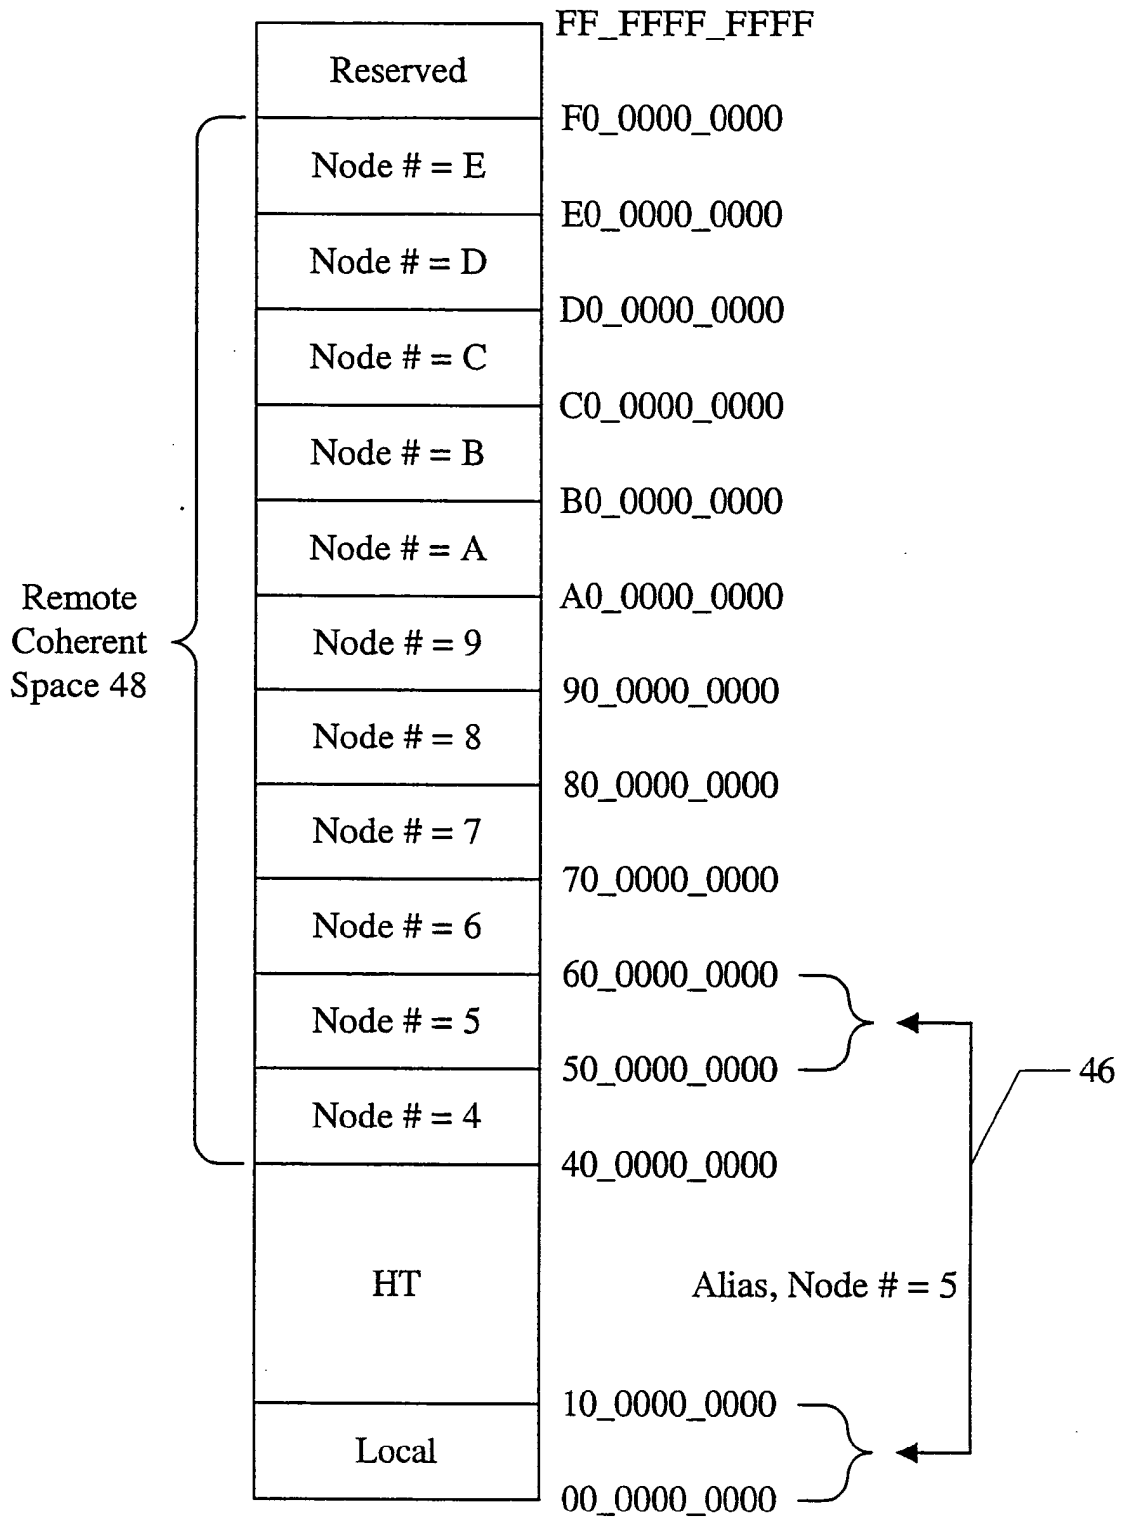 FF_FFFF_FFFF
Reserved
F0_0000_0000
Node # = E
E0_0000_0000
Node # = D
D0_0000_0000
Node # = C
C0_0000_0000
Node # = B
B0_0000_0000
Node # = A
A0_0000_0000
Remote
Coherent
Space 48
Node # = 9
90_0000_0000
Node # = 8
80_0000_0000
Node # = 7
70_0000_0000
Node # = 6
60_0000_0000
Node # = 5
50_0000_0000
46
Node # = 4
40_0000_0000
HT
Alias, Node # = 5
10_0000_0000
Local
00_0000_0000